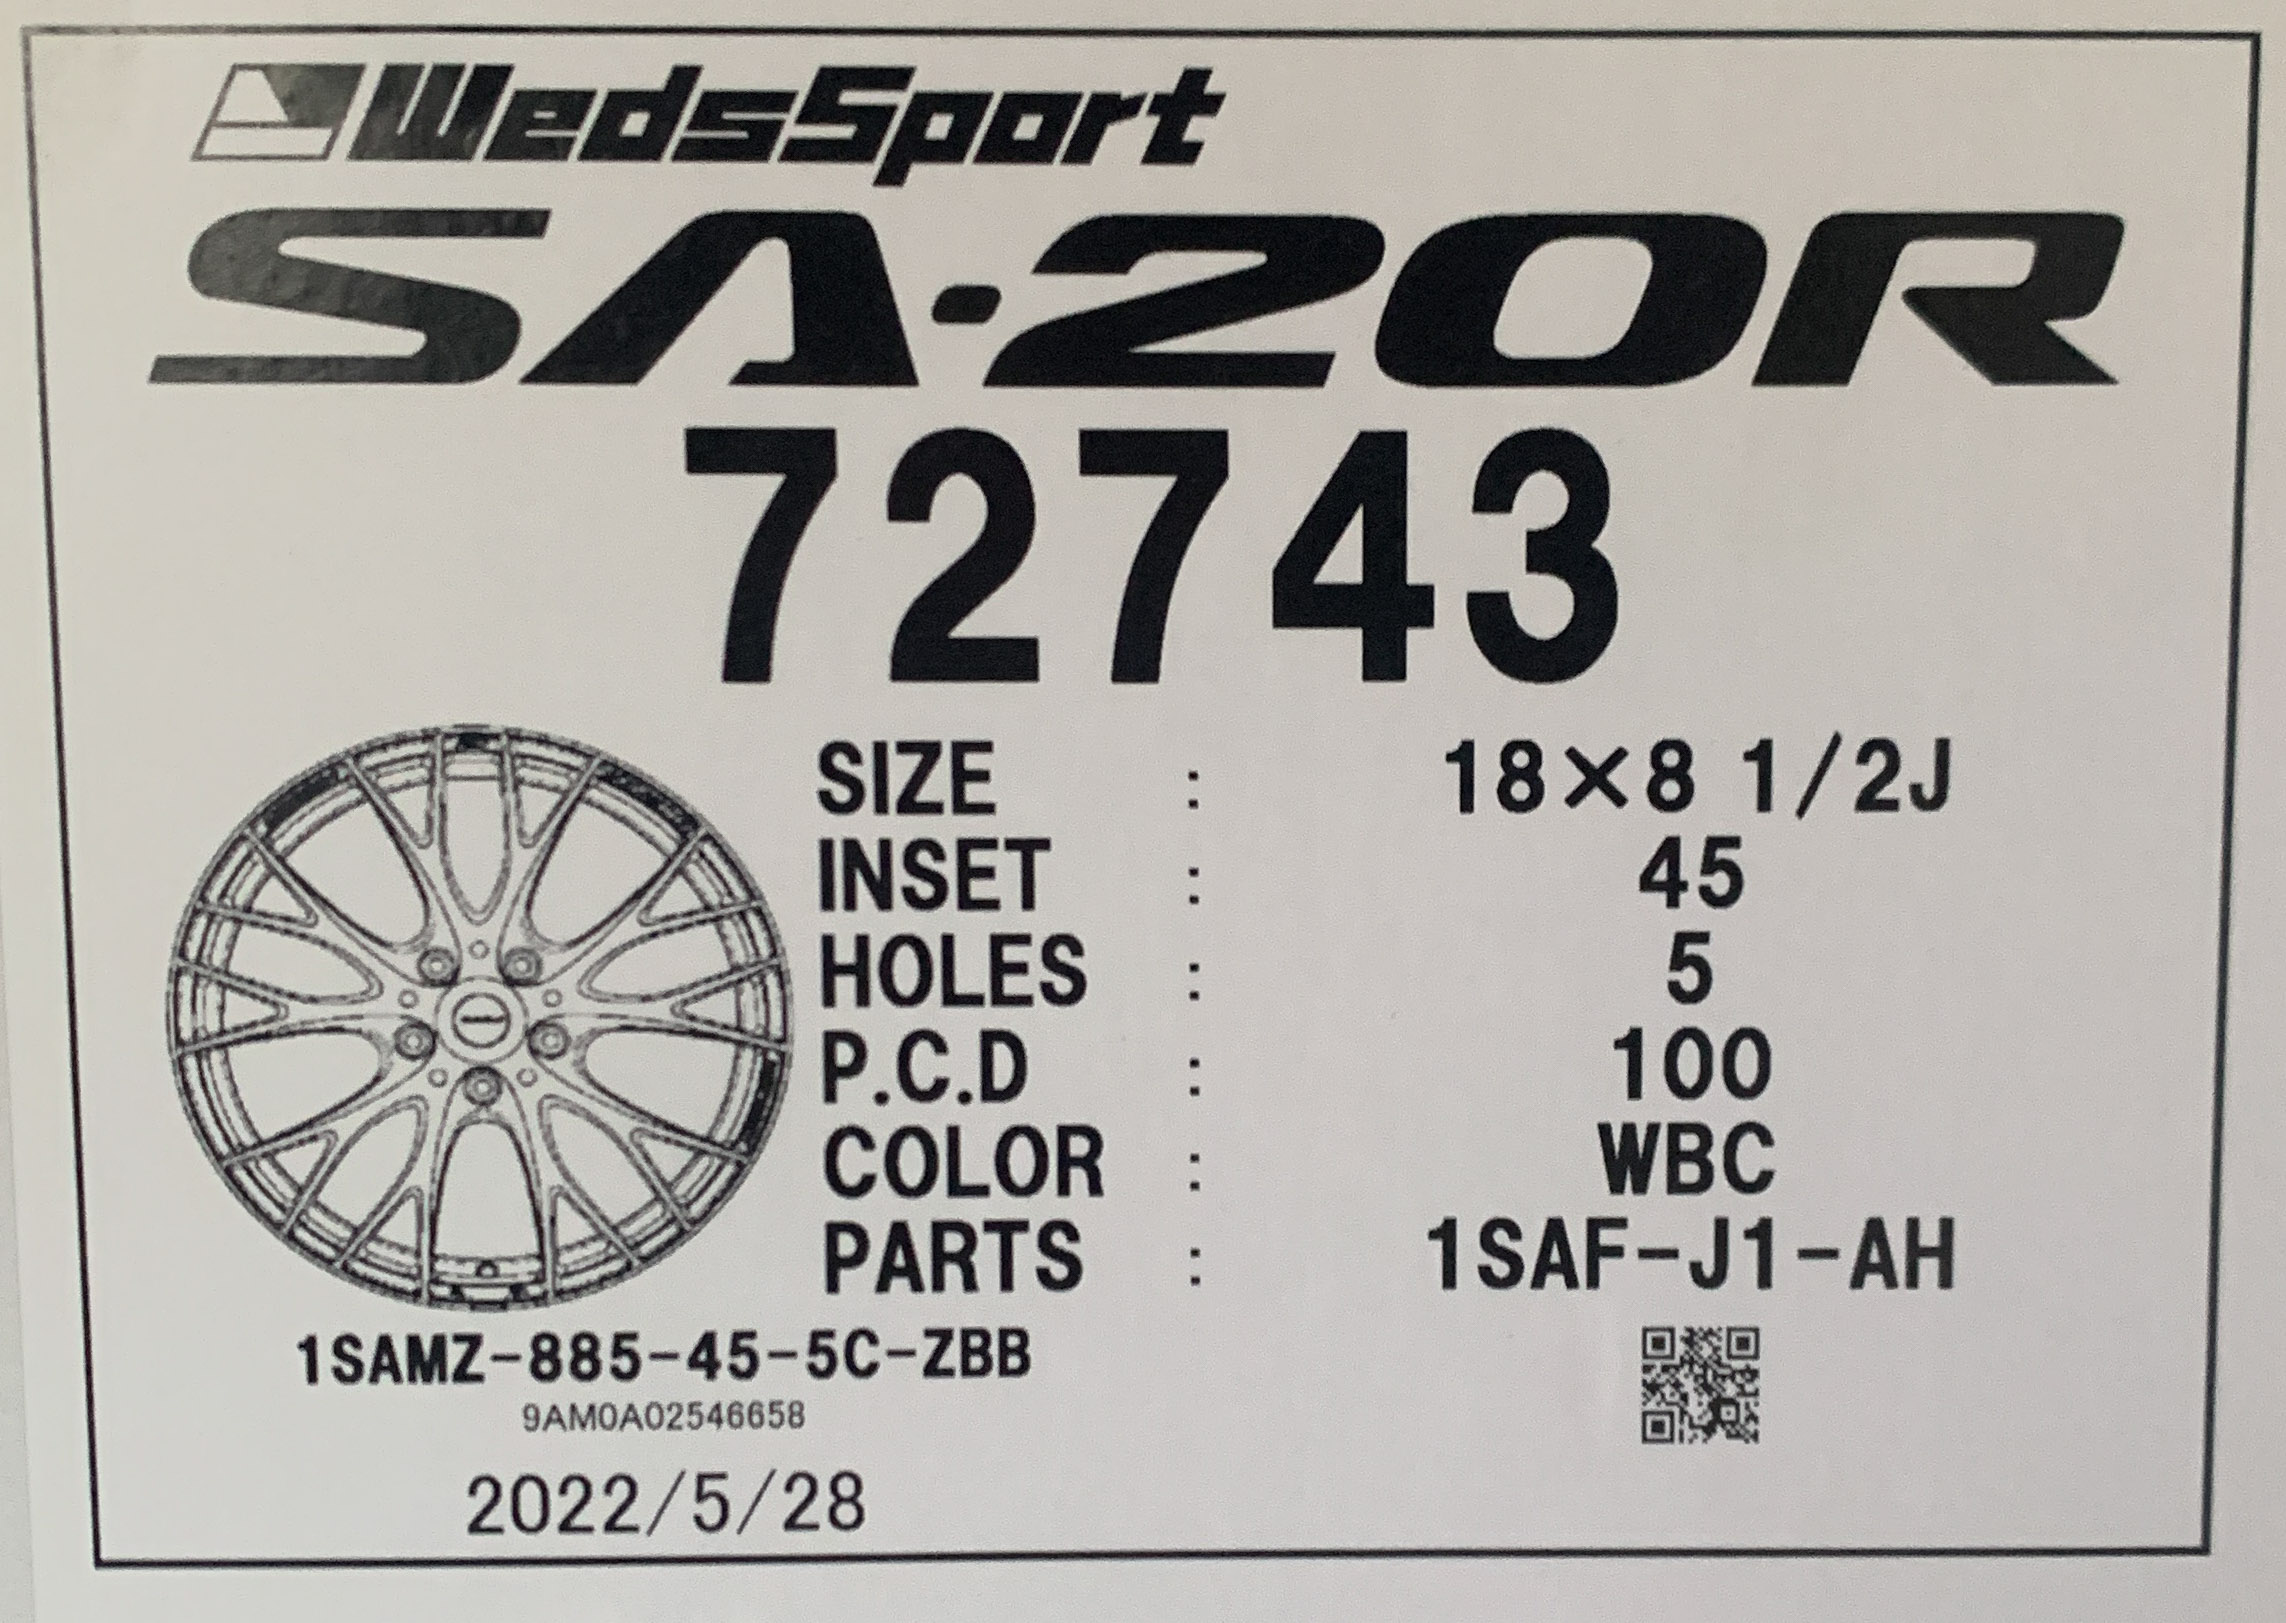 WedsSport
SA-20R
72743
SIZE : 18×8 1/2J
INSET : 45
HOLES : 5
P.C.D : 100
COLOR : WBC
PARTS : 1SAF-J1-AH
1SAMZ-885-45-5C-ZBB
9AM0A02546658
2022/5/28